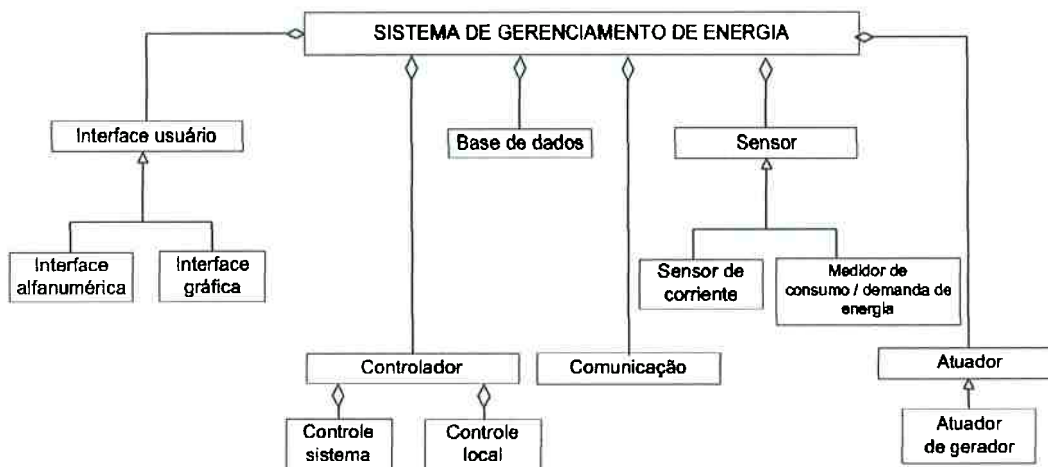 SISTEMA DE GERENCIAMENTO DE ENERGIA
Interface usuário
Base de dados
Sensor
Interface
alfanumérica
Interface
gráfica
Sensor de
corriente
Medidor de
consumo / demanda de
energia
Controlador
Comunicação
Atuador
Controle
sistema
Controle
local
Atuador
de gerador